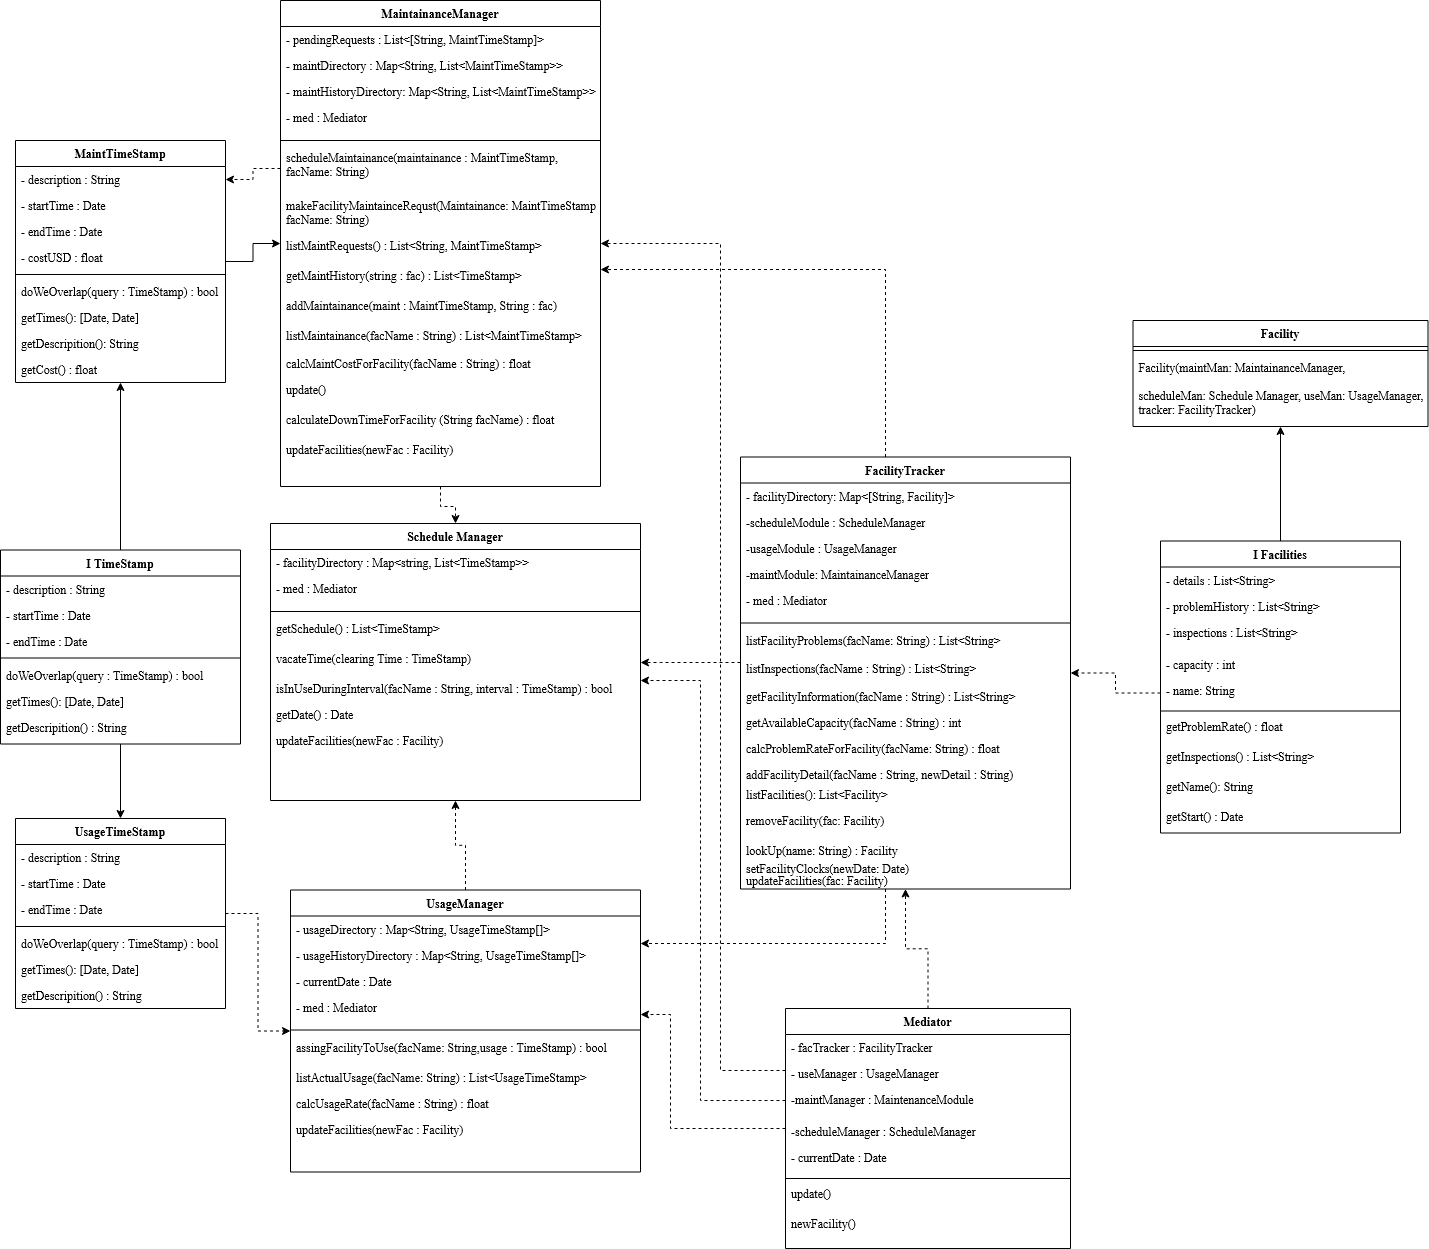 MaintainanceManager
- pendingRequests : List<[String, MaintTimeStamp]>
- maintDirectory : Map<String, List<MaintTimeStamp>>
- maintHistoryDirectory: Map<String, List<MaintTimeStamp>>
- med : Mediator
scheduleMaintainance(maintainance : MaintTimeStamp,
facName: String)
makeFacilityMaintainceRequst(Maintainance: MaintTimeStamp
facName: String)
listMaintRequests() : List<String, MaintTimeStamp>
getMaintHistory(string : fac) : List<TimeStamp>
addMaintainance(maint : MaintTimeStamp, String : fac)
listMaintainance(facName : String) : List<MaintTimeStamp>
calcMaintCostForFacility(facName : String) : float
update()
calculateDownTimeForFacility (String facName) : float
updateFacilities(newFac : Facility)
MaintTimeStamp
- description : String
- startTime : Date
- endTime : Date
- costUSD : float
doWeOverlap(query : TimeStamp) : bool
getTimes(): [Date, Date]
getDescripition(): String
getCost() : float
Facility
Facility(maintMan: MaintainanceManager,
scheduleMan: Schedule Manager, useMan: UsageManager,
tracker: FacilityTracker)
I TimeStamp
- description : String
- startTime : Date
- endTime : Date
doWeOverlap(query : TimeStamp) : bool
getTimes(): [Date, Date]
getDescripition() : String
Schedule Manager
- facilityDirectory : Map<string, List<TimeStamp>>
- med : Mediator
getSchedule() : List<TimeStamp>
vacateTime(clearing Time : TimeStamp)
isInUseDuringInterval(facName : String, interval : TimeStamp) : bool
getDate() : Date
updateFacilities(newFac : Facility)
FacilityTracker
- facilityDirectory: Map<[String, Facility]>
-scheduleModule : ScheduleManager
-usageModule : UsageManager
-maintModule: MaintainanceManager
- med : Mediator
listFacilityProblems(facName: String) : List<String>
listInspections(facName : String) : List<String>
getFacilityInformation(facName : String) : List<String>
getAvailableCapacity(facName : String) : int
calcProblemRateForFacility(facName: String) : float
addFacilityDetail(facName : String, newDetail : String)
listFacilities(): List<Facility>
removeFacility(fac: Facility)
lookUp(name: String) : Facility
setFacilityClocks(newDate: Date)
updateFacilities(fac: Facility)
I Facilities
- details : List<String>
- problemHistory : List<String>
- inspections : List<String>
- capacity : int
- name: String
getProblemRate() : float
getInspections() : List<String>
getName(): String
getStart() : Date
UsageTimeStamp
- description : String
- startTime : Date
- endTime : Date
doWeOverlap(query : TimeStamp) : bool
getTimes(): [Date, Date]
getDescripition() : String
UsageManager
- usageDirectory : Map<String, UsageTimeStamp[]>
- usageHistoryDirectory : Map<String, UsageTimeStamp[]>
- currentDate : Date
- med : Mediator
assingFacilityToUse(facName: String,usage : TimeStamp) : bool
listActualUsage(facName: String) : List<UsageTimeStamp>
calcUsageRate(facName : String) : float
updateFacilities(newFac : Facility)
Mediator
- facTracker : FacilityTracker
- useManager : UsageManager
-maintManager : MaintenanceModule
-scheduleManager : ScheduleManager
- currentDate : Date
update()
newFacility()